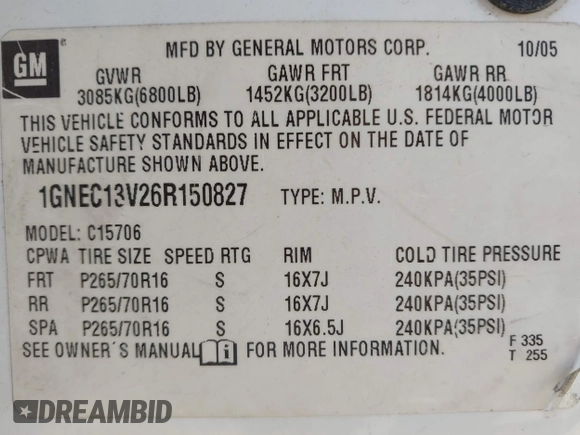 GM
MFD BY GENERAL MOTORS CORP. 10/05
GVWR GAWR FRT GAWR RR
3085KG(6800LB) 1452KG(3200LB) 1814KG(4000LB)
THIS VEHICLE CONFORMS TO ALL APPLICABLE U.S. FEDERAL MOTOR
VEHICLE SAFETY STANDARDS IN EFFECT ON THE DATE OF
MANUFACTURE SHOWN ABOVE.
1GNEC13V26R150827 TYPE: M.P.V.
MODEL: C15706
CPWA TIRE SIZE SPEED RTG RIM COLD TIRE PRESSURE
FRT P265/70R16 S 16X7J 240KPA(35PSI)
RR P265/70R16 S 16X7J 240KPA(35PSI)
SPA P265/70R16 S 16X6.5J 240KPA(35PSI)
SEE OWNER'S MANUAL i FOR MORE INFORMATION. F 335
T 255
DREAMBID